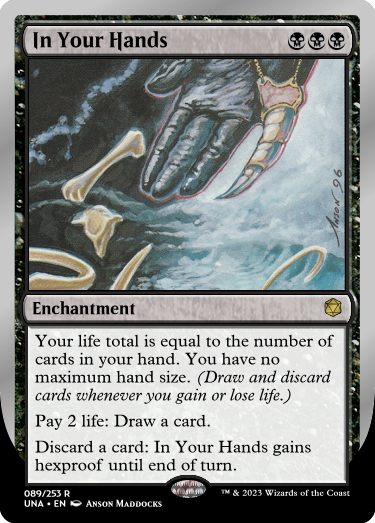 In Your Hands
ANSON 96
Enchantment
Your life total is equal to the number of
cards in your hand. You have no
maximum hand size. (Draw and discard
cards whenever you gain or lose life.)
Pay 2 life: Draw a card.
Discard a card: In Your Hands gains
hexproof until end of turn.
089/253 R
UNA • EN Anson Maddocks
™ & © 2023 Wizards of the Coast